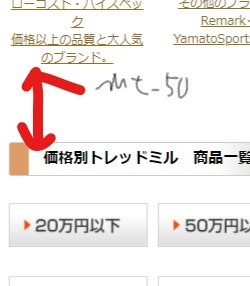 ローコスト・ハイスペッ
ク
価格以上の品質と大人気
のブランド。
その他のブラ
Remark-
YamatoSport
mt-50
価格別トレッドミル 商品一覧
20万円以下
50万円以